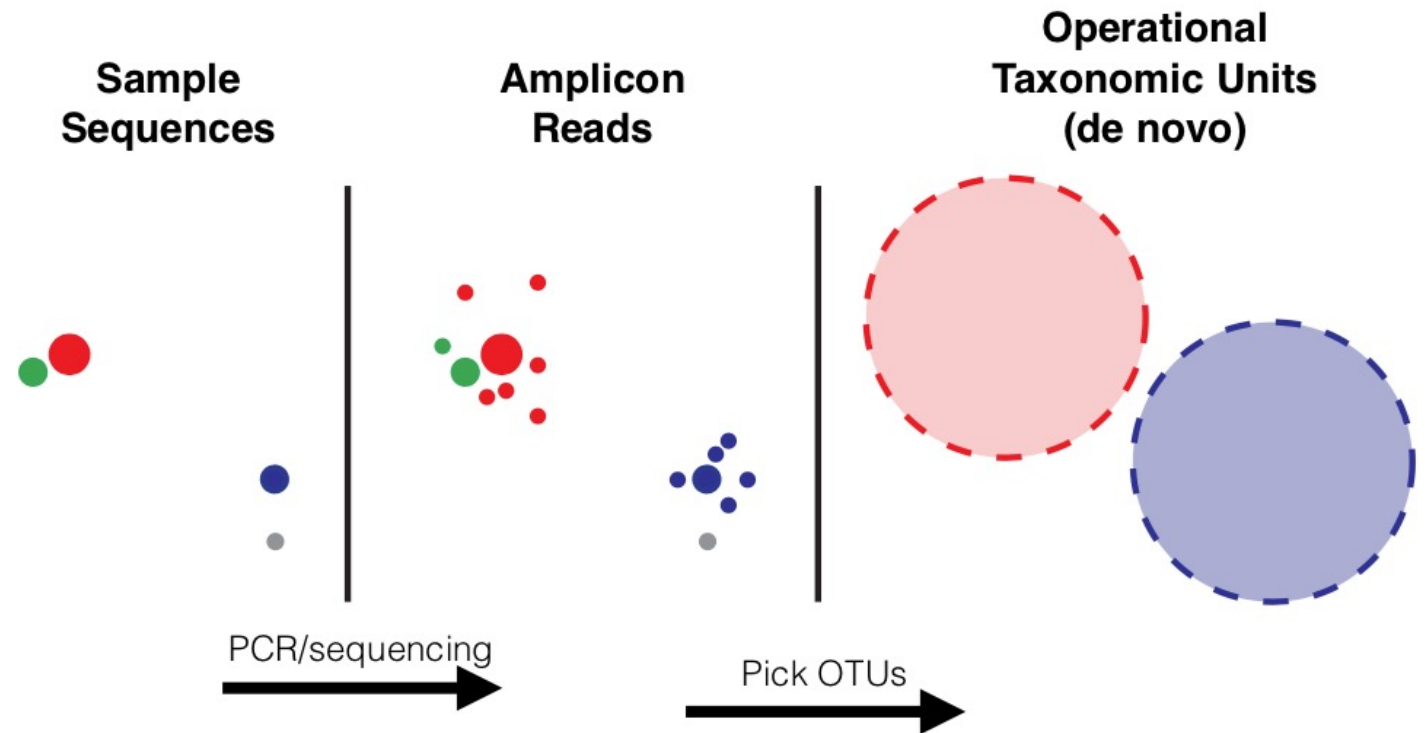 Sample
Sequences
Amplicon
Reads
Operational
Taxonomic Units
(de novo)
PCR/sequencing
Pick OTUs